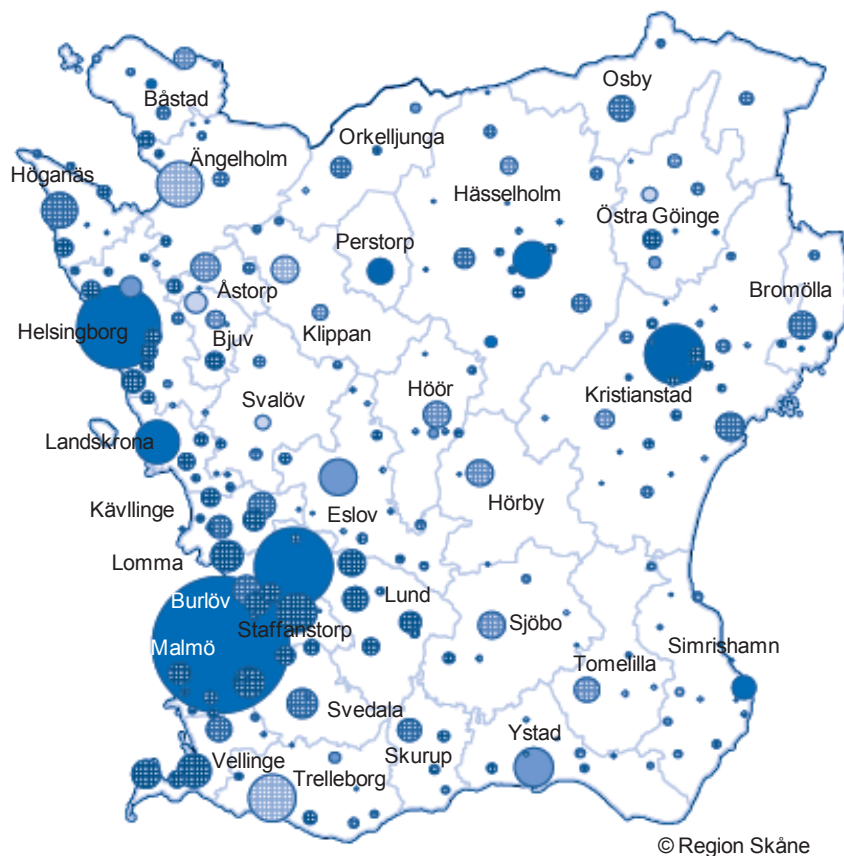 Osby
Båstad
Orkelljunga
Ängelholm
Höganäs
Hässelholm
Östra Göinge
Perstorp
Åstorp
Bromölla
Helsingborg
Bjuv
Klippan
Höör
Kristianstad
Svalöv
Landskrona
Hörby
Kävllinge
Eslov
Lomma
Burlöv
Lund
Staffanstorp
Sjöbo
Malmö
Simrishamn
Tomelilla
Svedala
Ystad
Skurup
Vellinge
Trelleborg
© Region Skåne